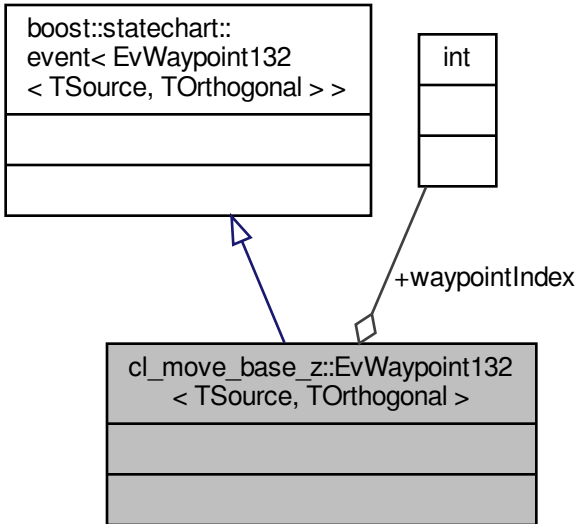 boost::statechart::
event< EvWaypoint132
< TSource, TOrthogonal > >
int
+waypointIndex
cl_move_base_z::EvWaypoint132
< TSource, TOrthogonal >